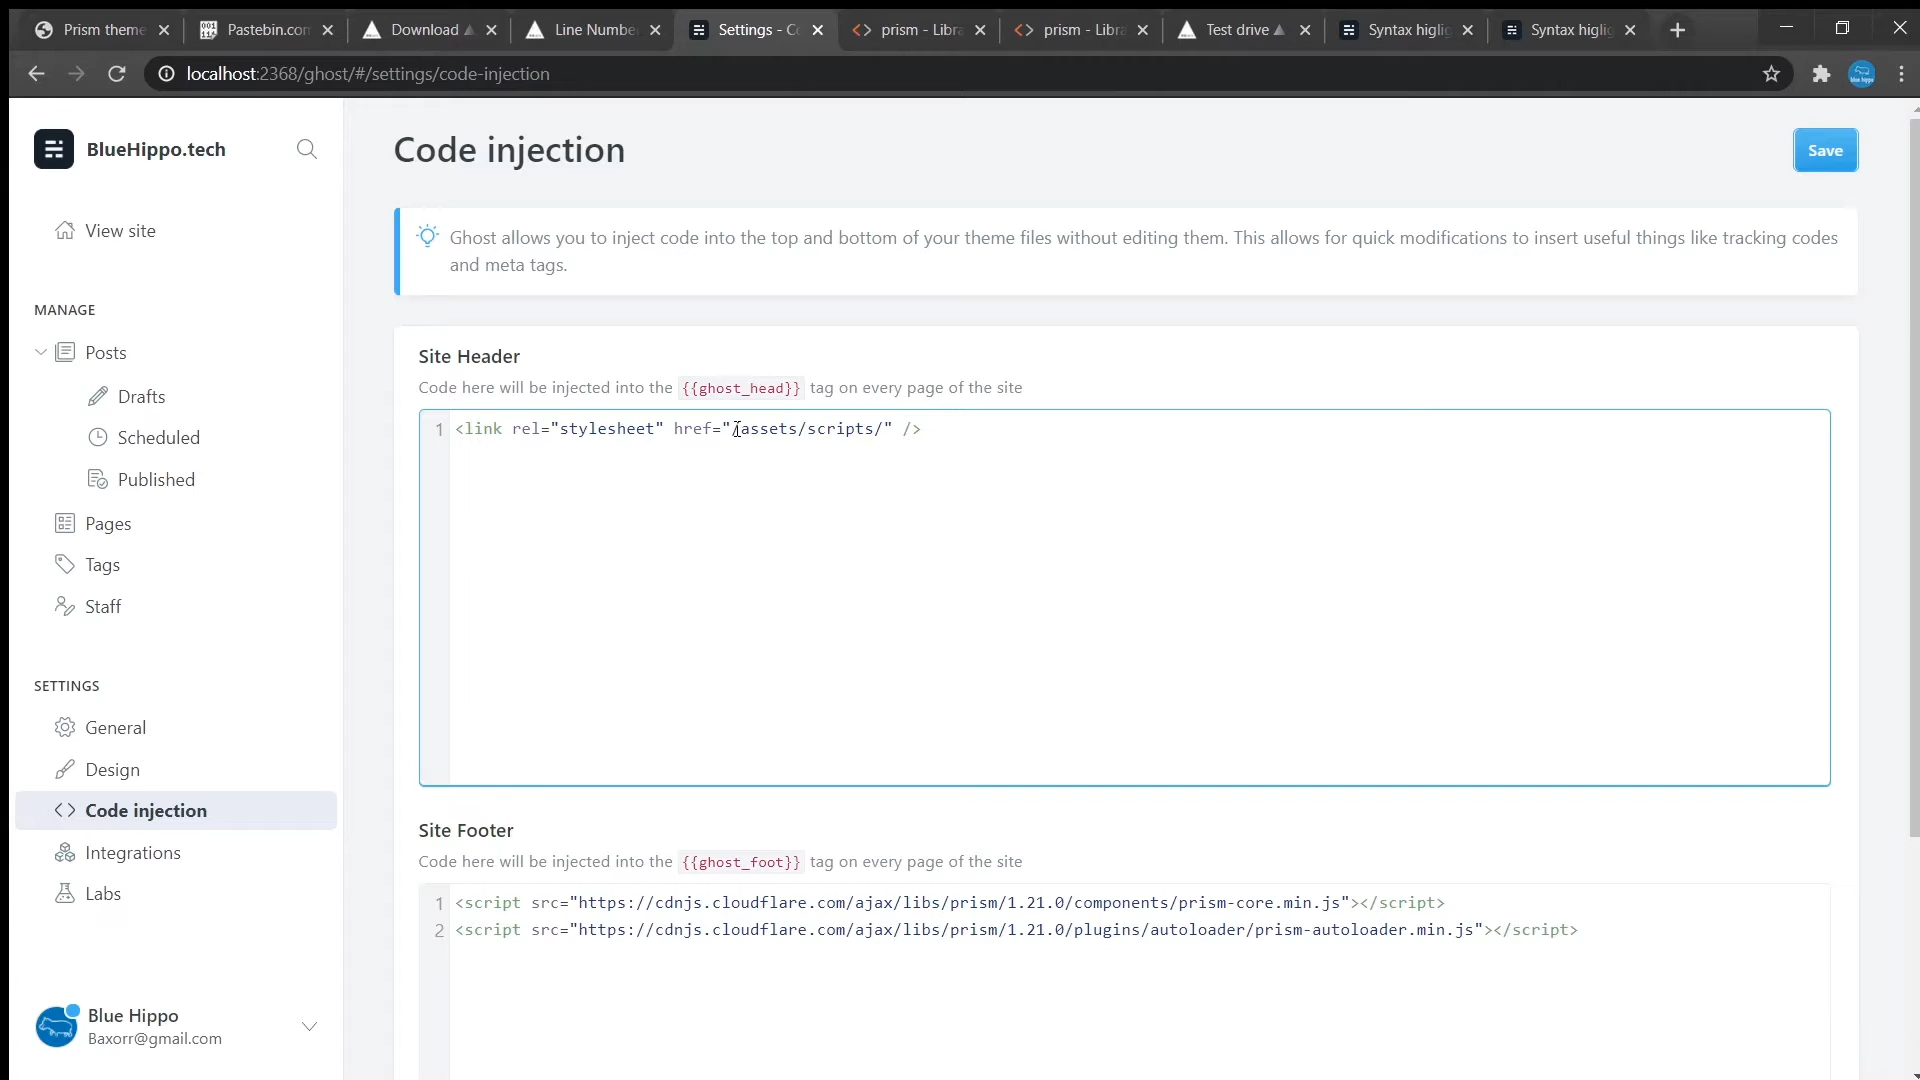 Prism theme
Pastebin.com
Download
Line Numbe
Settings - Co
prism - Libra
prism - Libra
Test drive
Syntax higlig
Syntax higlig
localhost:2368/ghost/#/settings/code-injection
BlueHippo.tech
View site
MANAGE
Posts
Drafts
Scheduled
Published
Pages
Tags
Staff
SETTINGS
General
Design
Code injection
Integrations
Labs
Blue Hippo
Baxorr@gmail.com
Code injection
Save
Ghost allows you to inject code into the top and bottom of your theme files without editing them. This allows for quick modifications to insert useful things like tracking codes
and meta tags.
Site Header
Code here will be injected into the {{ghost_head}} tag on every page of the site
1 <link rel="stylesheet" href="/assets/scripts/" />
Site Footer
Code here will be injected into the {{ghost_foot}} tag on every page of the site
1 <script src="https://cdnjs.cloudflare.com/ajax/libs/prism/1.21.0/components/prism-core.min.js"></script>
2 <script src="https://cdnjs.cloudflare.com/ajax/libs/prism/1.21.0/plugins/autoloader/prism-autoloader.min.js"></script>